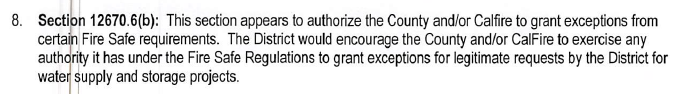 8. Section 12670.6(b): This section appears to authorize the County and/or Calfire to grant exceptions from
certain Fire Safe requirements. The District would encourage the County and/or CalFire to exercise any
authority it has under the Fire Safe Regulations to grant exceptions for legitimate requests by the District for
water supply and storage projects.